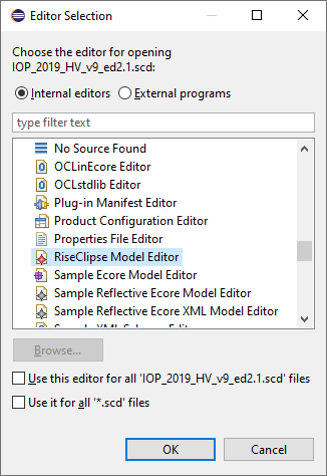 Editor Selection
Choose the editor for opening
IOP_2019_HV_v9_ed2.1.scd:
Internal editors
External programs
type filter text
No Source Found
OCLinEcore Editor
OCLstdlib Editor
Plug-in Manifest Editor
Product Configuration Editor
Properties File Editor
RiseClipse Model Editor
Sample Ecore Model Editor
Sample Reflective Ecore Model Editor
Sample Reflective Ecore XML Model Editor
Browse...
Use this editor for all 'IOP_2019_HV_v9_ed2.1.scd' files
Use it for all '*.scd' files
OK
Cancel